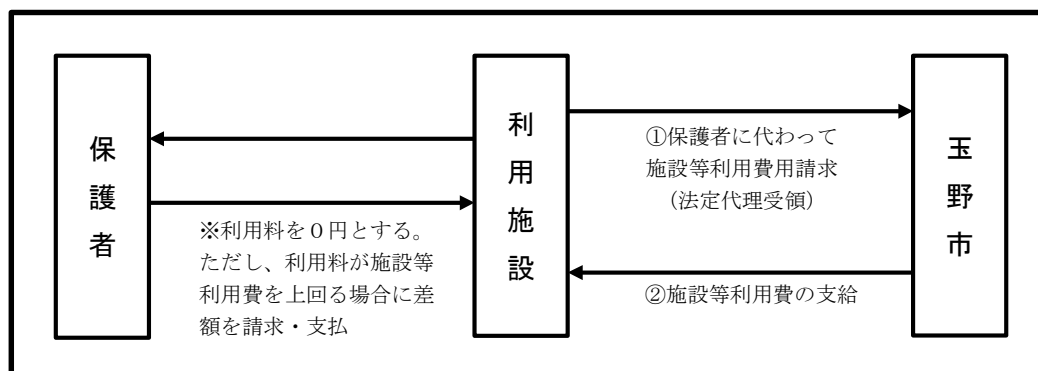 保護者
※利用料を０円とする。
ただし、利用料が施設等
利用費を上回る場合に差
額を請求・支払
利用施設
①保護者に代わって
施設等利用費用請求
（法定代理受領）
②施設等利用費の支給
玉野市